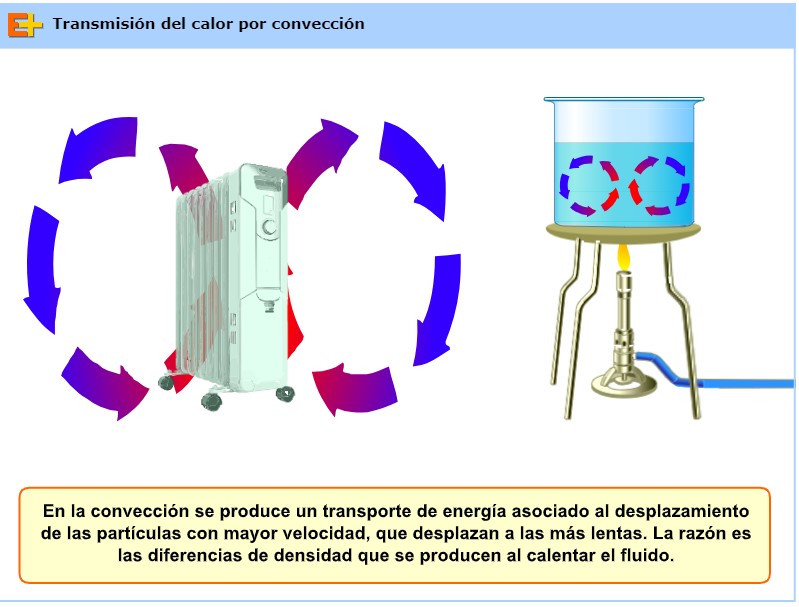 E+ Transmisión del calor por convección
En la convección se produce un transporte de energía asociado al desplazamiento
de las partículas con mayor velocidad, que desplazan a las más lentas. La razón es
las diferencias de densidad que se producen al calentar el fluido.